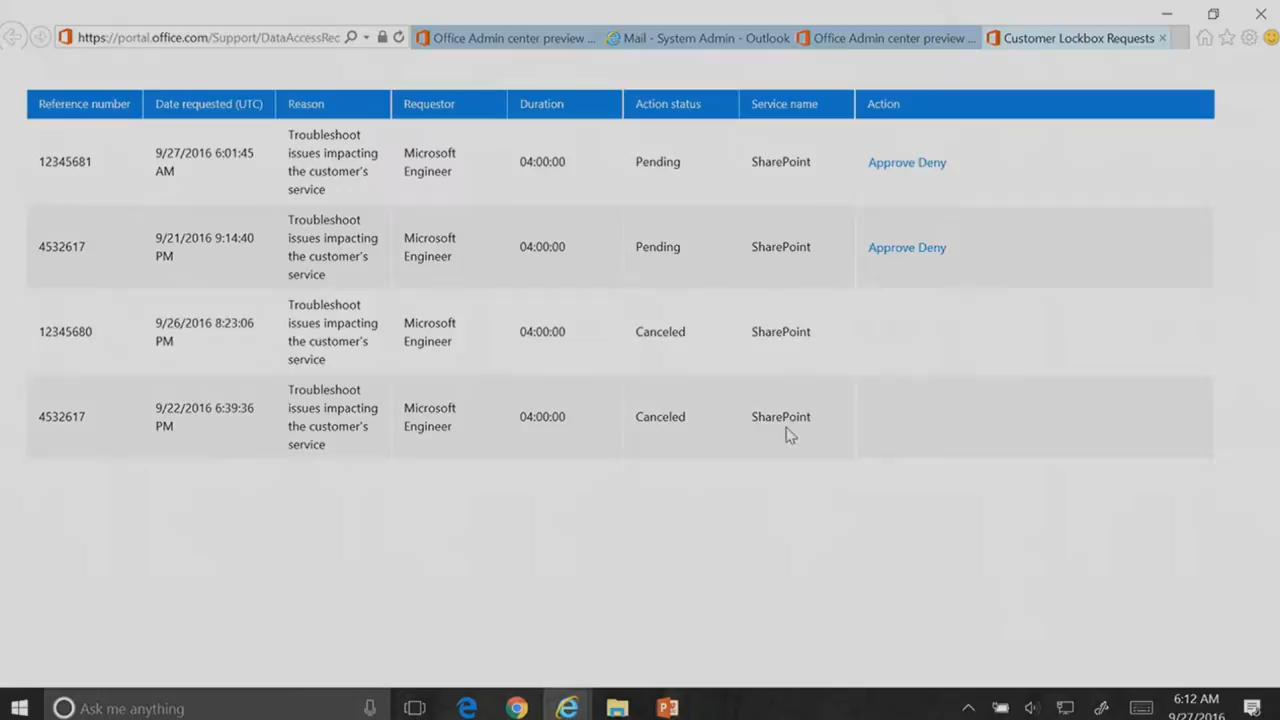 https://portal.office.com/Support/DataAccessRec
Office Admin center preview ...
Mail - System Admin - Outlook
Office Admin center preview ...
Customer Lockbox Requests
Reference number Date requested (UTC) Reason Requestor Duration Action status Service name Action
12345681
9/27/2016 6:01:45
AM
Troubleshoot
issues impacting
the customer's
service
Microsoft
Engineer
04:00:00
Pending
SharePoint
Approve Deny
4532617
9/21/2016 9:14:40
PM
Troubleshoot
issues impacting
the customer's
service
Microsoft
Engineer
04:00:00
Pending
SharePoint
Approve Deny
12345680
9/26/2016 8:23:06
PM
Troubleshoot
issues impacting
the customer's
service
Microsoft
Engineer
04:00:00
Canceled
SharePoint
4532617
9/22/2016 6:39:36
PM
Troubleshoot
issues impacting
the customer's
service
Microsoft
Engineer
04:00:00
Canceled
SharePoint
Ask me anything
6:12 AM
9/27/2016